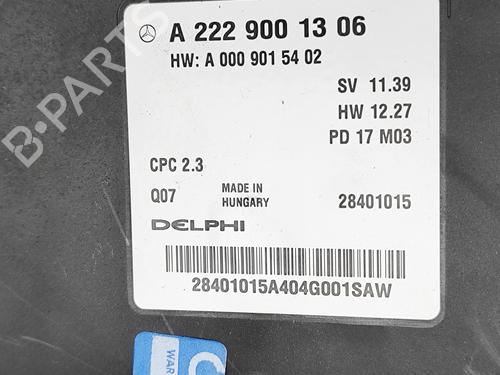 A 222 900 13 06
HW: A 000 901 54 02
SV 11.39
HW 12.27
PD 17 M03
CPC 2.3
Q07
MADE IN
HUNGARY
28401015
DELPHI
28401015A404G001SAW
B-PARTS
WAR